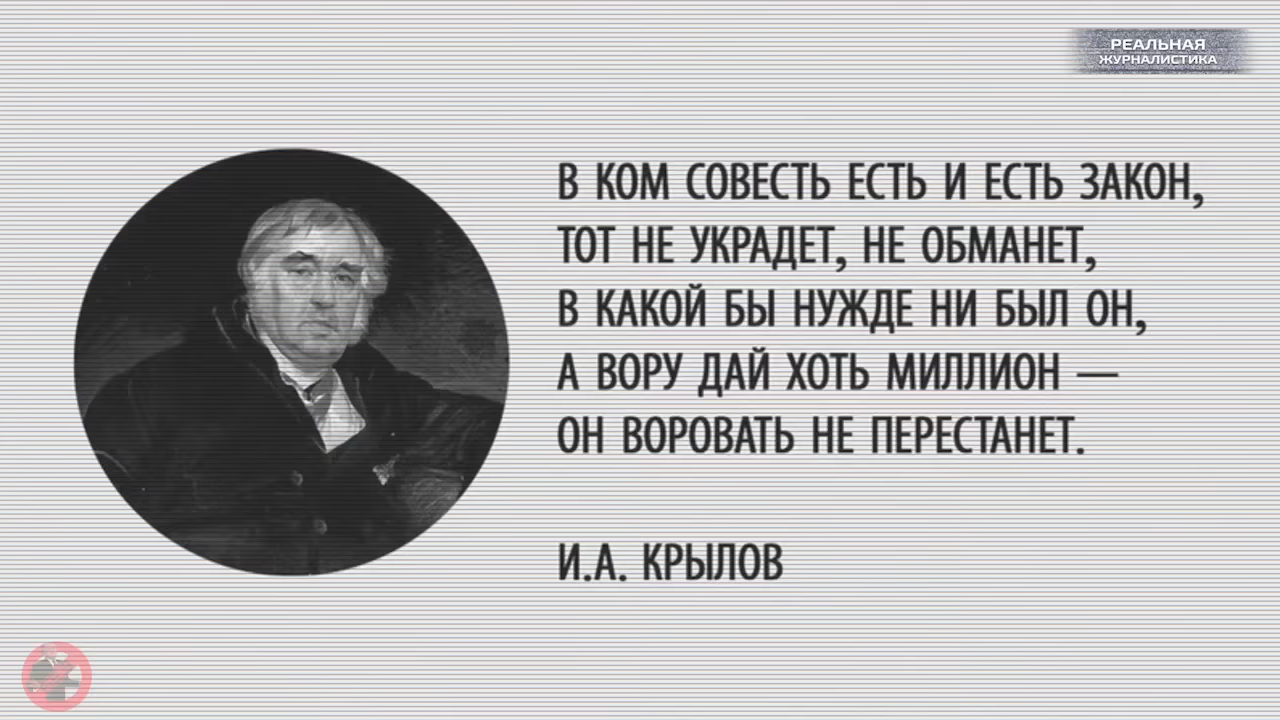 РЕАЛЬНАЯ
ЖУРНАЛИСТИКА
В КОМ СОВЕСТЬ ЕСТЬ И ЕСТЬ ЗАКОН,
ТОТ НЕ УКРАДЕТ, НЕ ОБМАНЕТ,
В КАКОЙ БЫ НУЖДЕ НИ БЫЛ ОН,
А ВОРУ ДАЙ ХОТЬ МИЛЛИОН —
ОН ВОРОВАТЬ НЕ ПЕРЕСТАНЕТ.
И.А. КРЫЛОВ